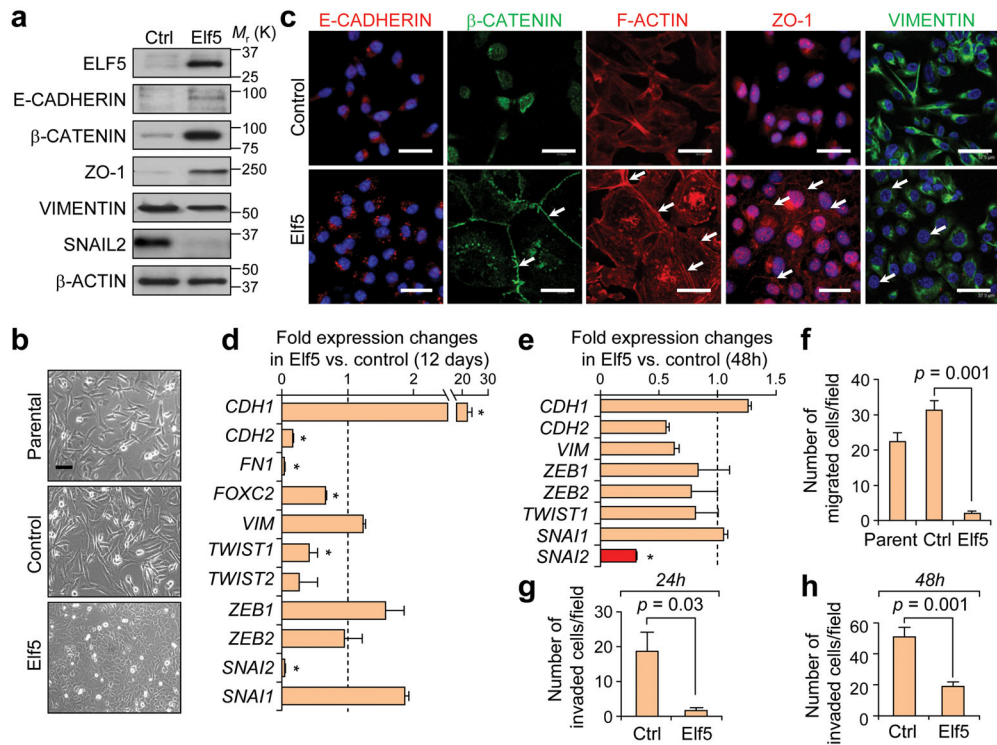 a
Ctrl Elf5 Mr (K)
ELF5
37
25
E-CADHERIN
100
β-CATENIN
100
75
ZO-1
250
VIMENTIN
50
SNAIL2
37
β-ACTIN
50
37
b
Parental
Control
Elf5
c
E-CADHERIN β-CATENIN F-ACTIN ZO-1 VIMENTIN
Control
Elf5
d
Fold expression changes
in Elf5 vs. control (12 days)
0 1 2 20 30
CDH1 *
CDH2 *
FN1 *
FOXC2 *
VIM
TWIST1 *
TWIST2
ZEB1
ZEB2
SNAI2 *
SNAI1
e
Fold expression changes
in Elf5 vs. control (48h)
0 0.5 1.0 1.5
CDH1
CDH2
VIM
ZEB1
ZEB2
TWIST1
SNAI1
SNAI2 *
f
p = 0.001
Number of
migrated cells/field
40
30
20
10
0
Parent Ctrl Elf5
g
24h
p = 0.03
Number of
invaded cells/field
30
20
10
0
Ctrl Elf5
h
48h
p = 0.001
Number of
invaded cells/field
60
40
20
0
Ctrl Elf5